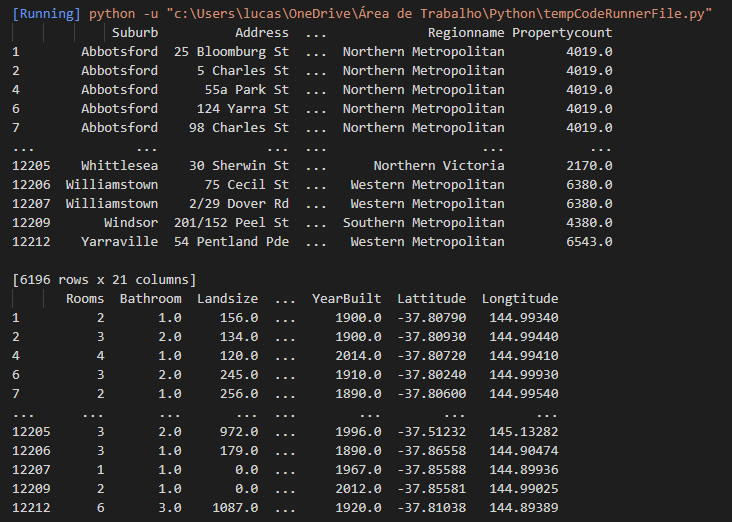 [Running] python -u "c:\Users\lucas\OneDrive\Área de Trabalho\Python\tempCodeRunnerFile.py"
Suburb Address ... Regionname Propertycount
1 Abbotsford 25 Bloomburg St ... Northern Metropolitan 4019.0
2 Abbotsford 5 Charles St ... Northern Metropolitan 4019.0
4 Abbotsford 55a Park St ... Northern Metropolitan 4019.0
6 Abbotsford 124 Yarra St ... Northern Metropolitan 4019.0
7 Abbotsford 98 Charles St ... Northern Metropolitan 4019.0
... ... ... ... ... ...
12205 Whittlesea 30 Sherwin St ... Northern Victoria 2170.0
12206 Williamstown 75 Cecil St ... Western Metropolitan 6380.0
12207 Williamstown 2/29 Dover Rd ... Western Metropolitan 6380.0
12209 Windsor 201/152 Peel St ... Southern Metropolitan 4380.0
12212 Yarraville 54 Pentland Pde ... Western Metropolitan 6543.0
[6196 rows x 21 columns]
Rooms Bathroom Landsize ... YearBuilt Lattitude Longtitude
1 2 1.0 156.0 ... 1900.0 -37.80790 144.99340
2 3 2.0 134.0 ... 1900.0 -37.80930 144.99440
4 4 1.0 120.0 ... 2014.0 -37.80720 144.99410
6 3 2.0 245.0 ... 1910.0 -37.80240 144.99930
7 2 1.0 256.0 ... 1890.0 -37.80600 144.99540
... ... ... ... ... ... ... ...
12205 3 2.0 972.0 ... 1996.0 -37.51232 145.13282
12206 3 1.0 179.0 ... 1890.0 -37.86558 144.90474
12207 1 1.0 0.0 ... 1967.0 -37.85588 144.89936
12209 2 1.0 0.0 ... 2012.0 -37.85581 144.99025
12212 6 3.0 1087.0 ... 1920.0 -37.81038 144.89389